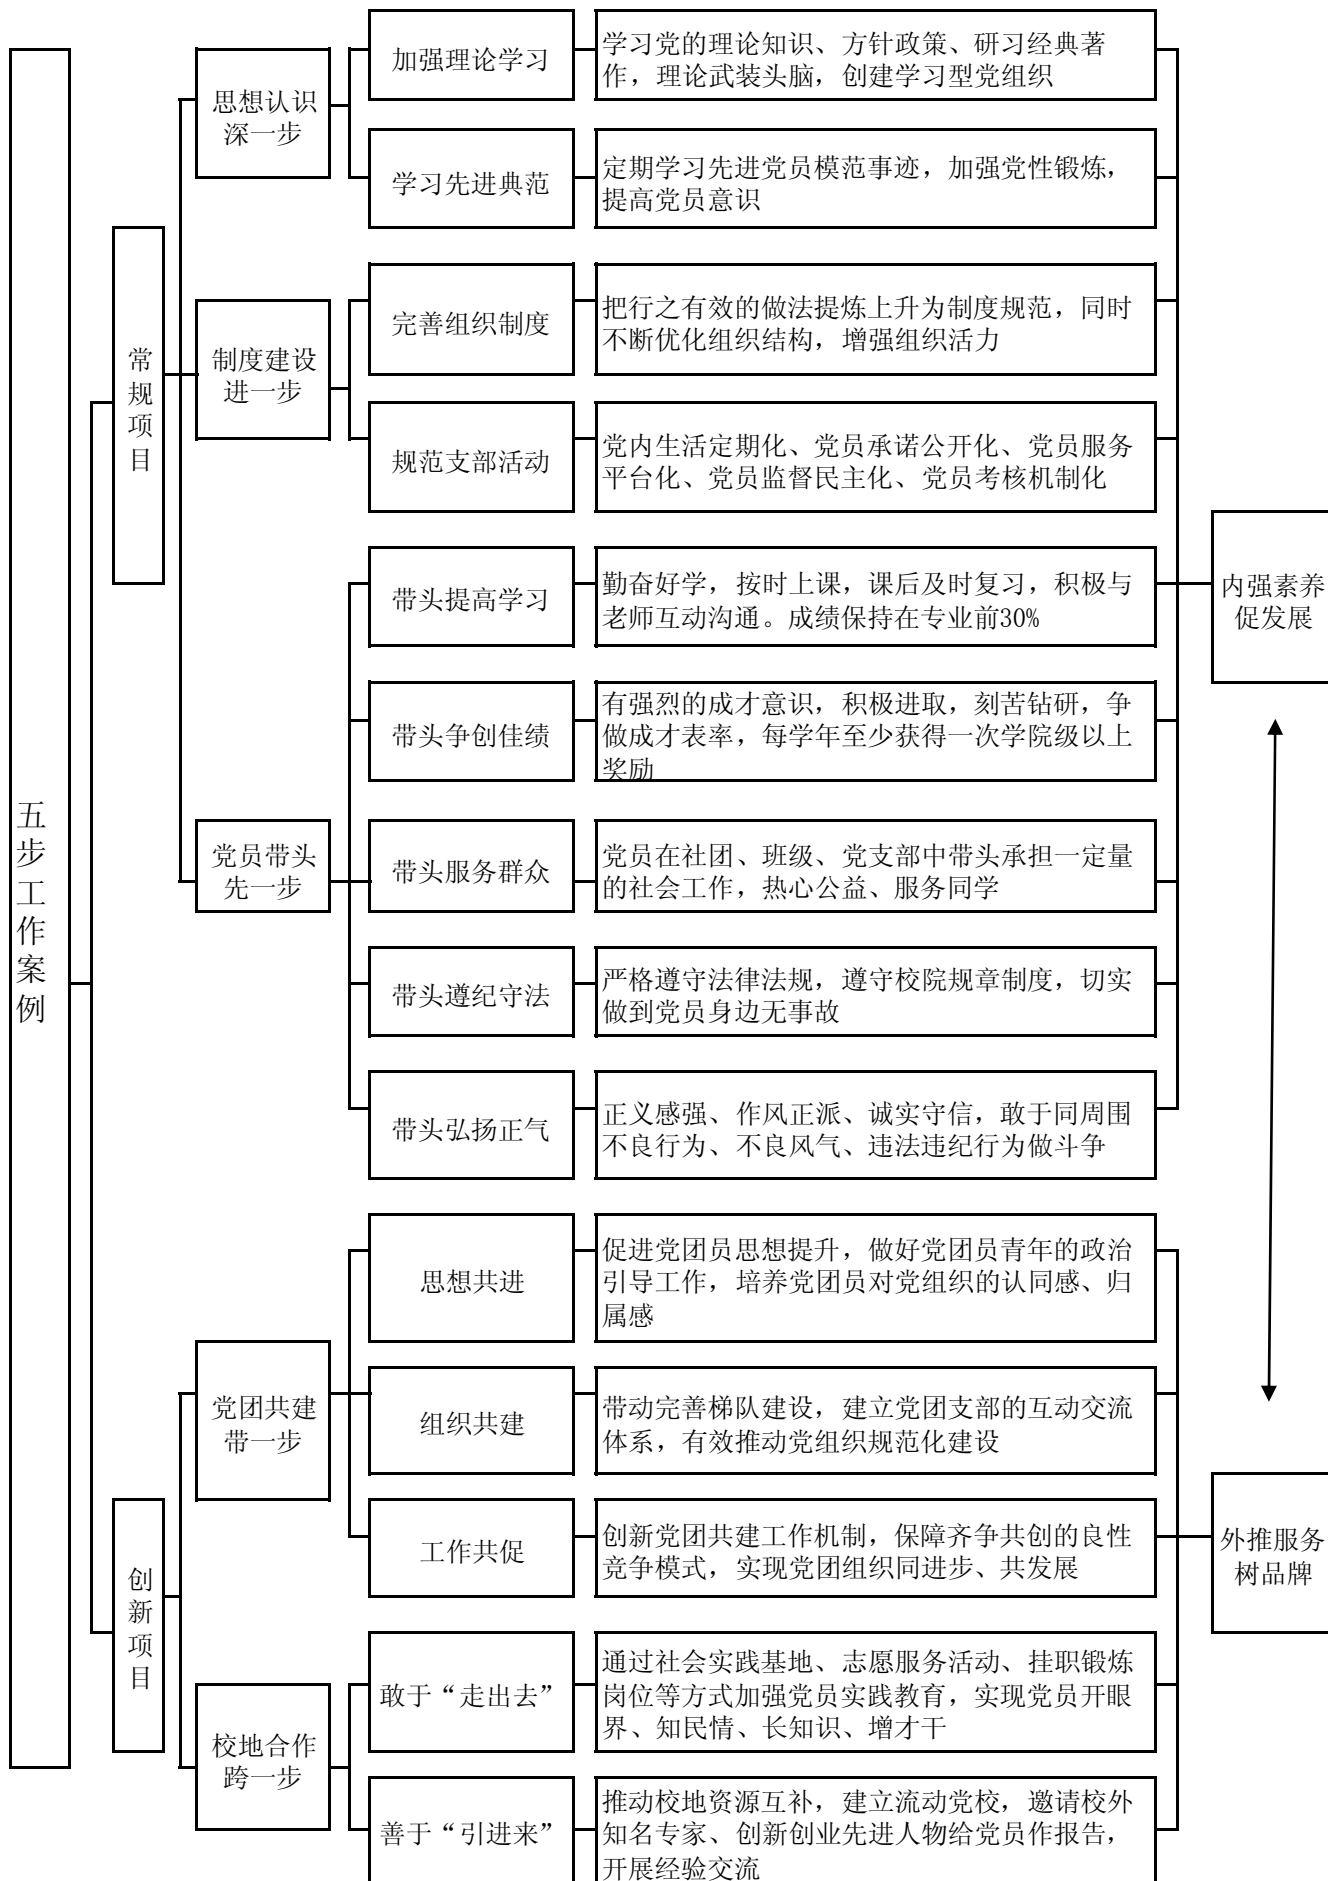 五步工作案例
常规项目
思想认识
深一步
加强理论学习
学习党的理论知识、方针政策、研习经典著
作，理论武装头脑，创建学习型党组织
学习先进典范
定期学习先进党员模范事迹，加强党性锻炼，
提高党员意识
制度建设
进一步
完善组织制度
把行之有效的做法提炼上升为制度规范，同时
不断优化组织结构，增强组织活力
规范支部活动
党内生活定期化、党员承诺公开化、党员服务
平台化、党员监督民主化、党员考核机制化
党员带头
先一步
带头提高学习
勤奋好学，按时上课，课后及时复习，积极与
老师互动沟通。成绩保持在专业前30%
带头争创佳绩
有强烈的成才意识，积极进取，刻苦钻研，争
做成才表率，每学年至少获得一次学院级以上
奖励
带头服务群众
党员在社团、班级、党支部中带头承担一定量
的社会工作，热心公益、服务同学
带头遵纪守法
严格遵守法律法规，遵守校院规章制度，切实
做到党员身边无事故
带头弘扬正气
正义感强、作风正派、诚实守信，敢于同周围
不良行为、不良风气、违法违纪行为做斗争
内强素养
促发展
创新项目
党团共建
带一步
思想共进
促进党团员思想提升，做好党团员青年的政治
引导工作，培养党团员对党组织的认同感、归
属感
组织共建
带动完善梯队建设，建立党团支部的互动交流
体系，有效推动党组织规范化建设
工作共促
创新党团共建工作机制，保障齐争共创的良性
竞争模式，实现党团组织同进步、共发展
校地合作
跨一步
敢于“走出去”
通过社会实践基地、志愿服务活动、挂职锻炼
岗位等方式加强党员实践教育，实现党员开眼
界、知民情、长知识、增才干
善于“引进来”
推动校地资源互补，建立流动党校，邀请校外
知名专家、创新创业先进人物给党员作报告，
开展经验交流
外推服务
树品牌